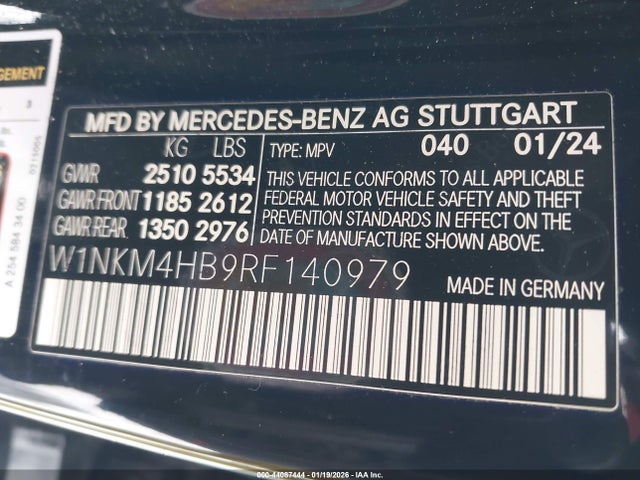 GEMENT
A 254 584 34 00
MFD BY MERCEDES-BENZ AG STUTTGART
KG LBS
GVWR 2510 5534
GAWR FRONT 1185 2612
GAWR REAR 1350 2976
TYPE: MPV 040 01/24
THIS VEHICLE CONFORMS TO ALL APPLICABLE
FEDERAL MOTOR VEHICLE SAFETY AND THEFT
PREVENTION STANDARDS IN EFFECT ON THE
DATE OF MANUFACTURE SHOWN ABOVE.
W1NKM4HB9RF140979
MADE IN GERMANY
000-44087444 - 01/19/2026 - IAA Inc.